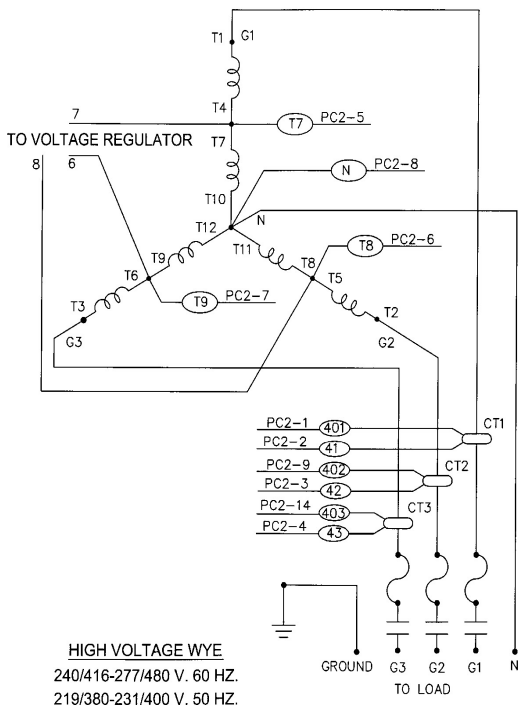 T1 G1
T4
7
T7 PC2-5
TO VOLTAGE REGULATOR
T7
8 6
N PC2-8
T10
N
T12
T11
T9
T8
T8 PC2-6
T6
T5
T9 PC2-7
T3
T2
G3
G2
PC2-1 401
CT1
PC2-2 41
PC2-9 402
CT2
PC2-3 42
PC2-14 403
CT3
PC2-4 43
GROUND G3 G2 G1 N
TO LOAD
HIGH VOLTAGE WYE
240/416-277/480 V. 60 HZ.
219/380-231/400 V. 50 HZ.